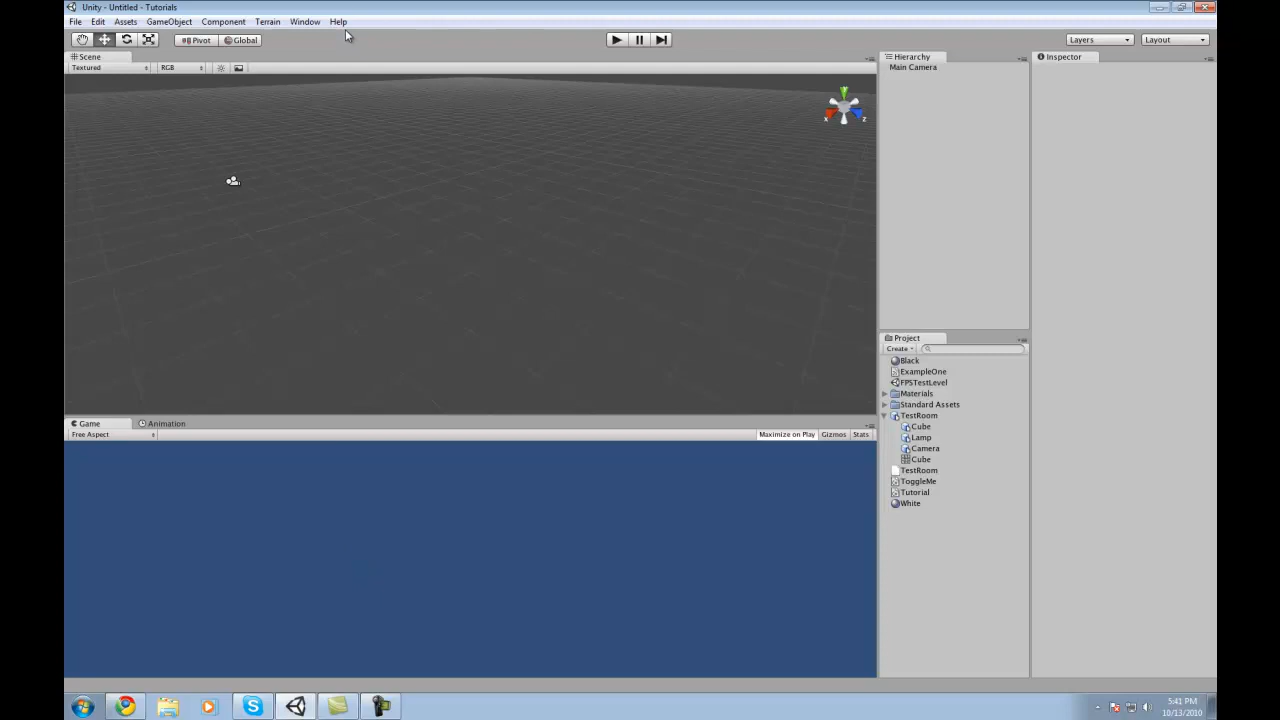 Unity - Untitled - Tutorials
File Edit Assets GameObject Component Terrain Window Help
Pivot Global Layers Layout
Scene
Textured RGB
Hierarchy
Main Camera
Inspector
x z
Game Animation
Free Aspect Maximize on Play Gizmos Stats
Project
Create
Black
ExampleOne
FPSTestLevel
Materials
Standard Assets
TestRoom
Cube
Lamp
Camera
Cube
TestRoom
ToggleMe
Tutorial
White
5:41 PM
10/13/2010